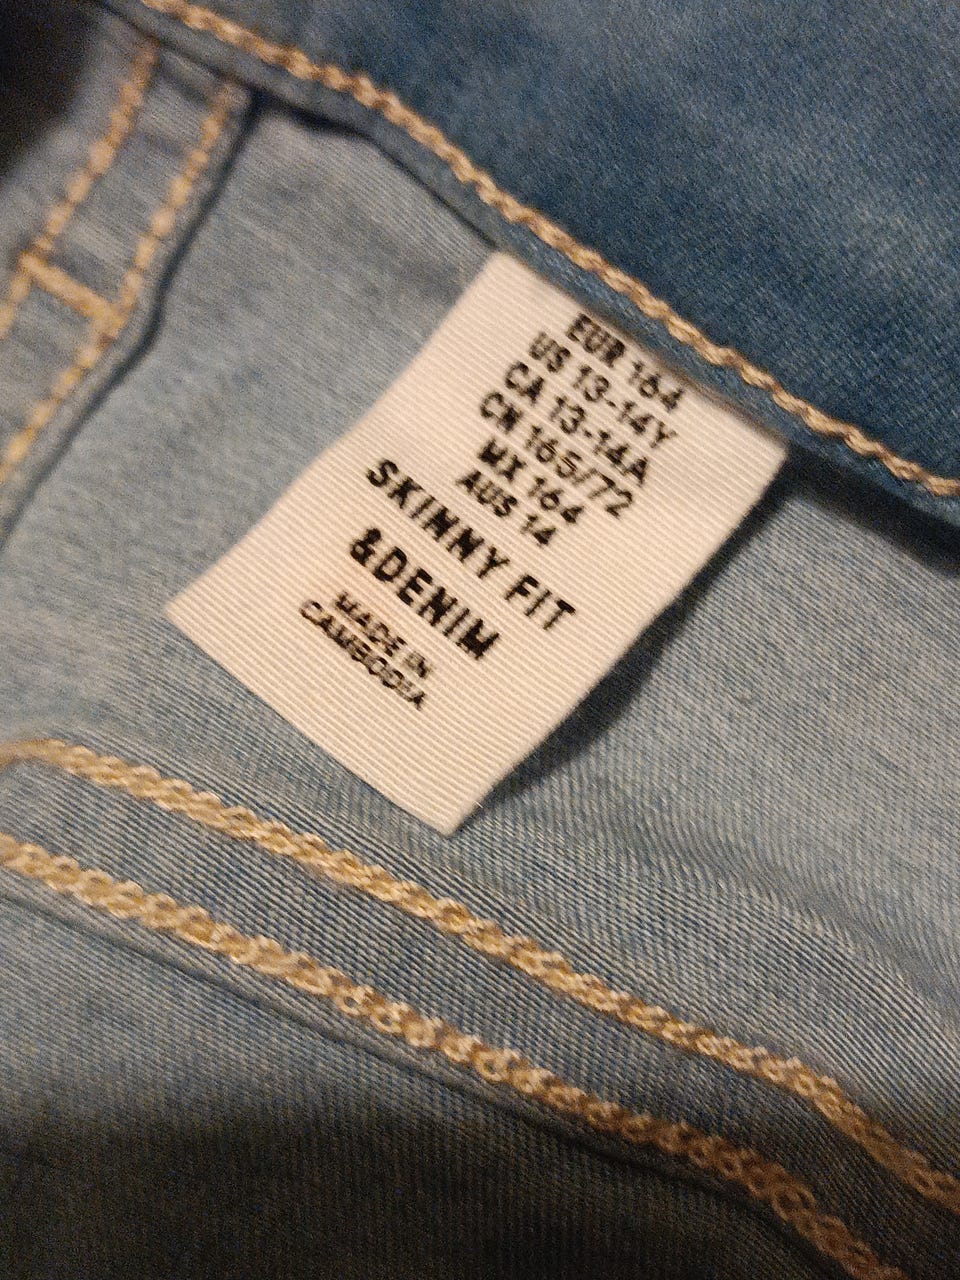 EUR 164
US 13-14Y
CA 13-14A
CN 165/72
MX 164
AUS 14
SKINNY FIT
&DENIM
MADE IN
CAMBODIA